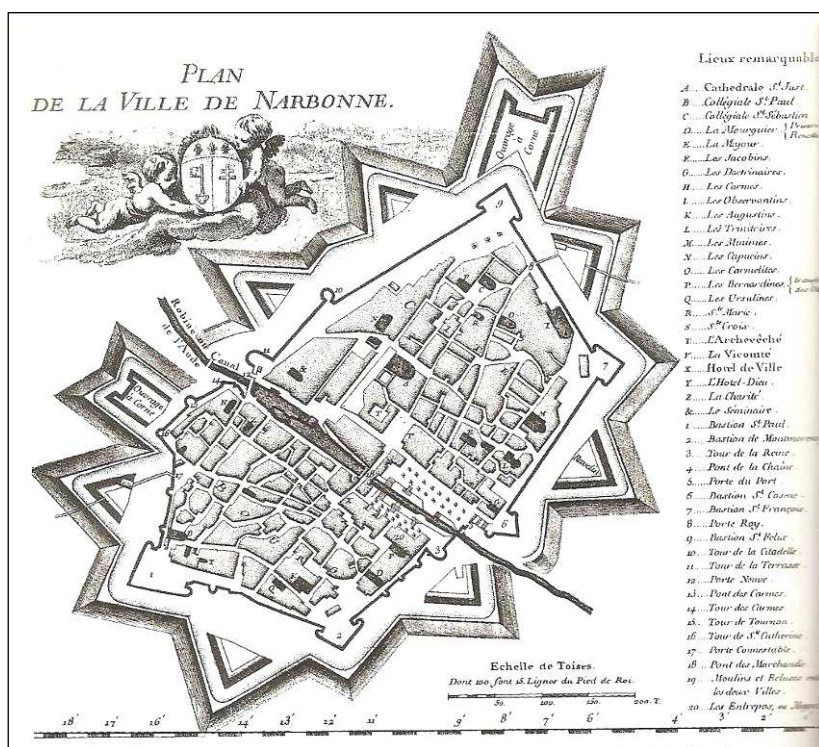 PLAN
DE LA VILLE DE NARBONNE.
Ouvrage
à
Corne
Robine ou
de l'Aude
Canal
Ouvrage
à Corne
Ravelin
Lieux remarquable
A.... Cathedrale St. Just.
B. Collégiale St. Paul.
C. Collégiale St. Sébastien
D.. La Mourguier
E.... La Majour.
F.... Les Jacobins.
G... Les Doctrinaires.
H... Les Carmes.
I.... Les Observantins.
K... Les Augustins.
L... Les Trinitaires.
M... Les Minimes.
N... Les Capucins.
O.... Les Carmelites.
P.... Les Bernardines.
Q... Les Ursulines.
R... Ste. Marie.
S... Ste. Croix.
T.... L'Archevêché
V.... La Vicomté
X.... Hotel de Ville
Y.... L'Hotel-Dieu.
Z.... La Charité.
&.... Le Séminaire.
1.... Bastion St. Paul.
2.... Bastion de
3.... Tour de la Reine.
4.... Pont de la Chaine.
5.... Porte du Port.
6.... Bastion St. Cosme.
7.... Bastion St. François.
8.... Porte Roy.
9.... Bastion St. Felix.
10... Tour de la Citadelle.
11... Tour de la Terrasse.
12... Porte Neuve.
13... Pont des Carmes.
14... Tour des Carmes.
15.. Tour de Tournon.
16.. Tour de Ste. Catherine
17.. Porte Connestable.
18.. Pont des Marchands
19.... Moulins et Ecluses
les deux Villes.
20.. Les Entrepos, ou
Echelle de Toizes.
Dont 100 font 15. Lignes du Pied de Roi.
50. 100. 150. 200. T.
18' 17' 16' 15' 14' 13' 12' 11' 10' 9' 8' 7' 6' 5' 4' 3' 2' 1'